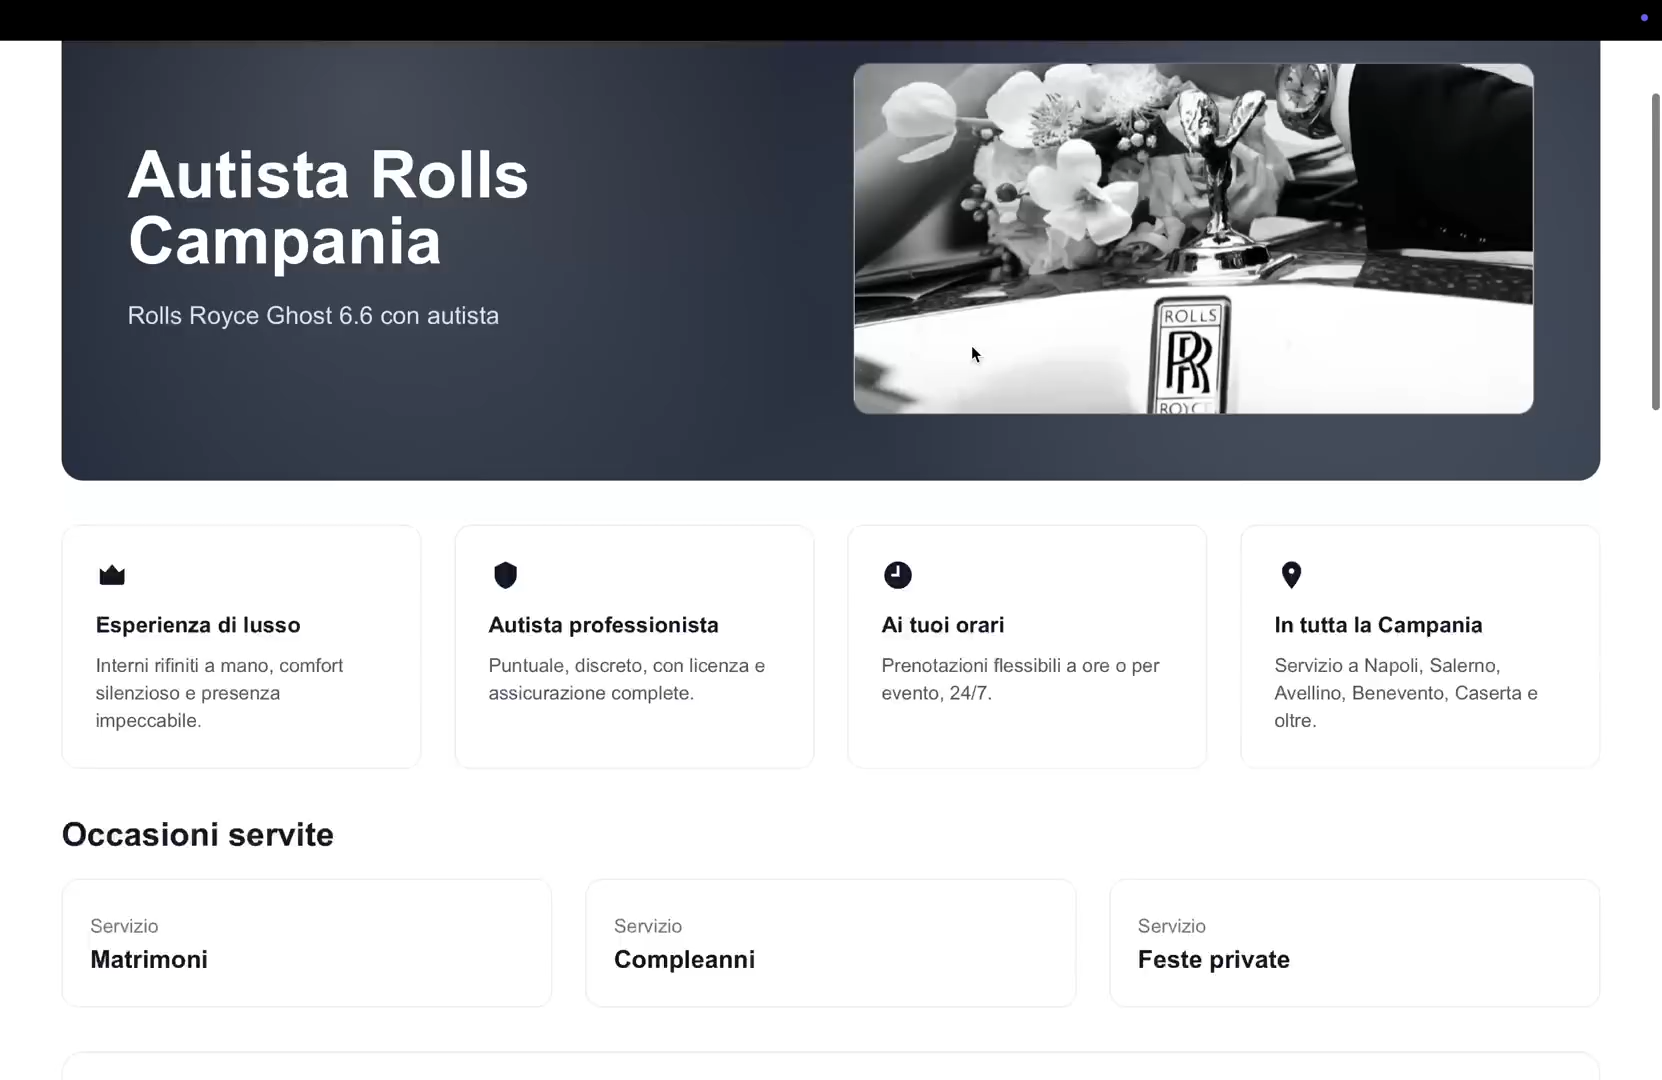 Autista Rolls
Campania
Rolls Royce Ghost 6.6 con autista
ROLLS
RR
ROYCE
Esperienza di lusso
Interni rifiniti a mano, comfort
silenzioso e presenza
impeccabile.
Autista professionista
Puntuale, discreto, con licenza e
assicurazione complete.
Ai tuoi orari
Prenotazioni flessibili a ore o per
evento, 24/7.
In tutta la Campania
Servizio a Napoli, Salerno,
Avellino, Benevento, Caserta e
oltre.
Occasioni servite
Servizio
Matrimoni
Servizio
Compleanni
Servizio
Feste private